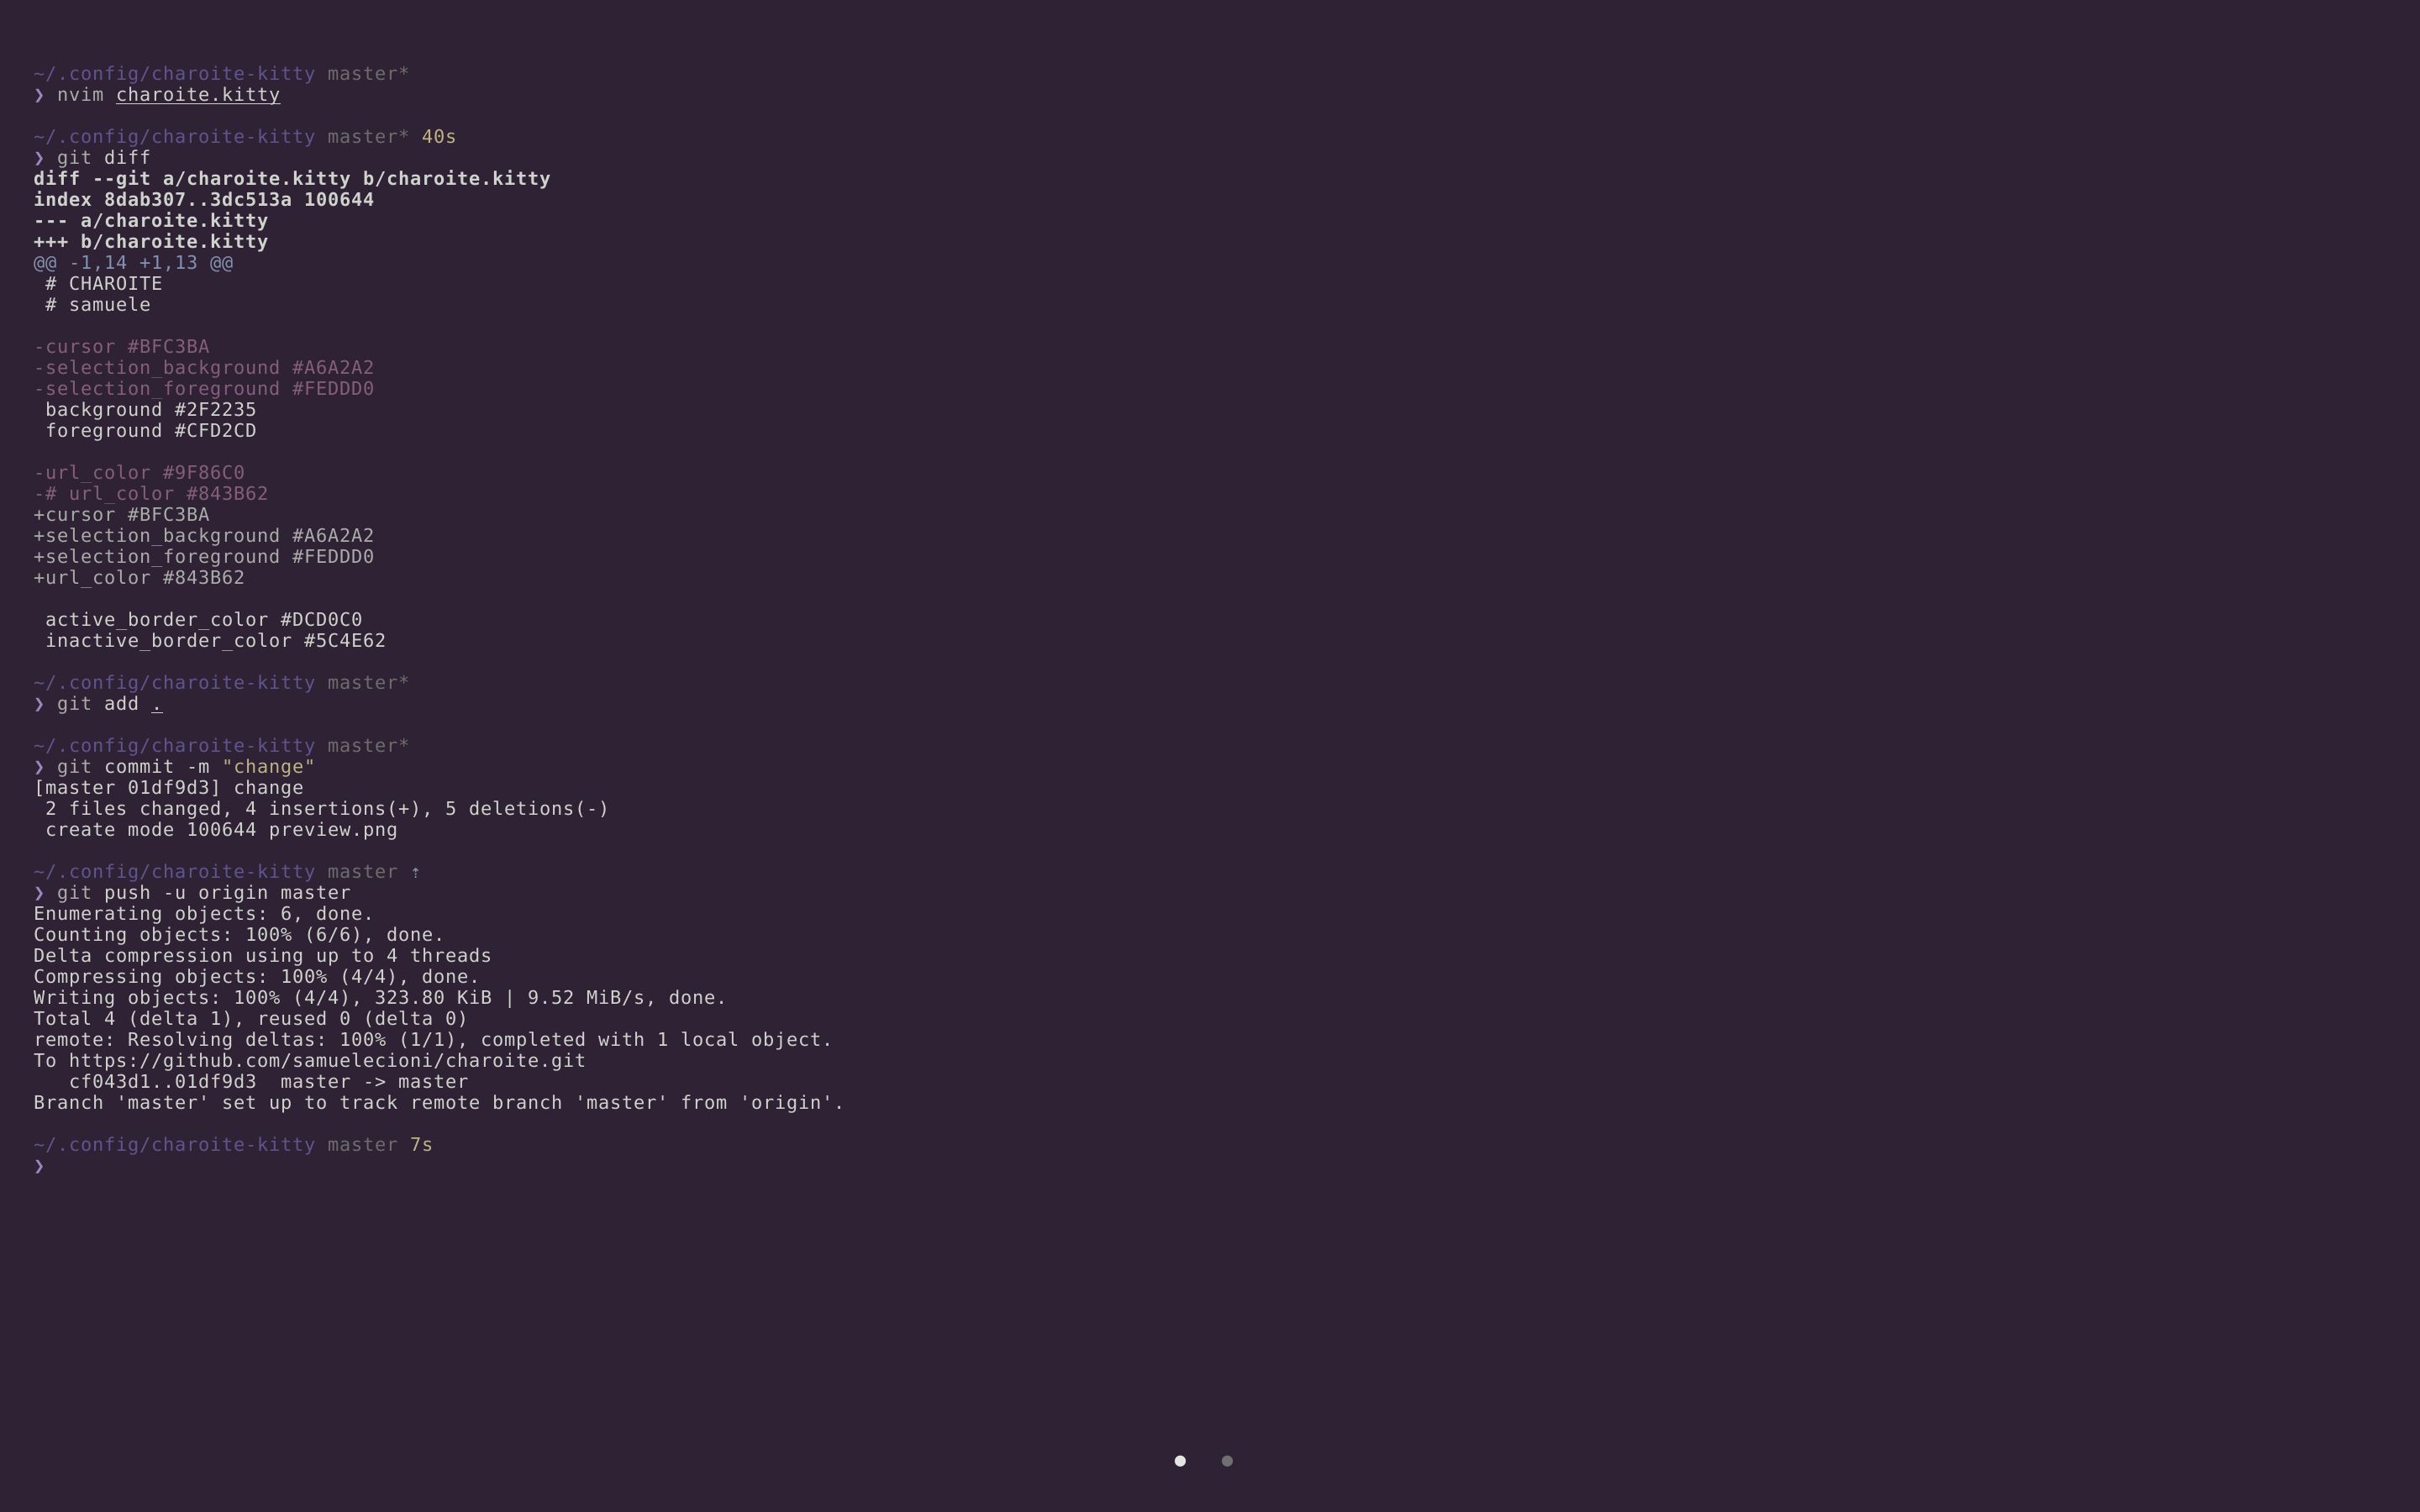 ~/.config/charoite-kitty master*
❯ nvim charoite.kitty
~/.config/charoite-kitty master* 40s
❯ git diff
diff --git a/charoite.kitty b/charoite.kitty
index 8dab307..3dc513a 100644
--- a/charoite.kitty
+++ b/charoite.kitty
@@ -1,14 +1,13 @@
 # CHAROITE
 # samuele
-cursor #BFC3BA
-selection_background #A6A2A2
-selection_foreground #FEDDD0
 background #2F2235
 foreground #CFD2CD
-url_color #9F86C0
-# url_color #843B62
+cursor #BFC3BA
+selection_background #A6A2A2
+selection_foreground #FEDDD0
+url_color #843B62
 active_border_color #DCD0C0
 inactive_border_color #5C4E62
~/.config/charoite-kitty master*
❯ git add .
~/.config/charoite-kitty master*
❯ git commit -m "change"
[master 01df9d3] change
 2 files changed, 4 insertions(+), 5 deletions(-)
 create mode 100644 preview.png
~/.config/charoite-kitty master ⇡
❯ git push -u origin master
Enumerating objects: 6, done.
Counting objects: 100% (6/6), done.
Delta compression using up to 4 threads
Compressing objects: 100% (4/4), done.
Writing objects: 100% (4/4), 323.80 KiB | 9.52 MiB/s, done.
Total 4 (delta 1), reused 0 (delta 0)
remote: Resolving deltas: 100% (1/1), completed with 1 local object.
To https://github.com/samuelecioni/charoite.git
   cf043d1..01df9d3  master -> master
Branch 'master' set up to track remote branch 'master' from 'origin'.
~/.config/charoite-kitty master 7s
❯